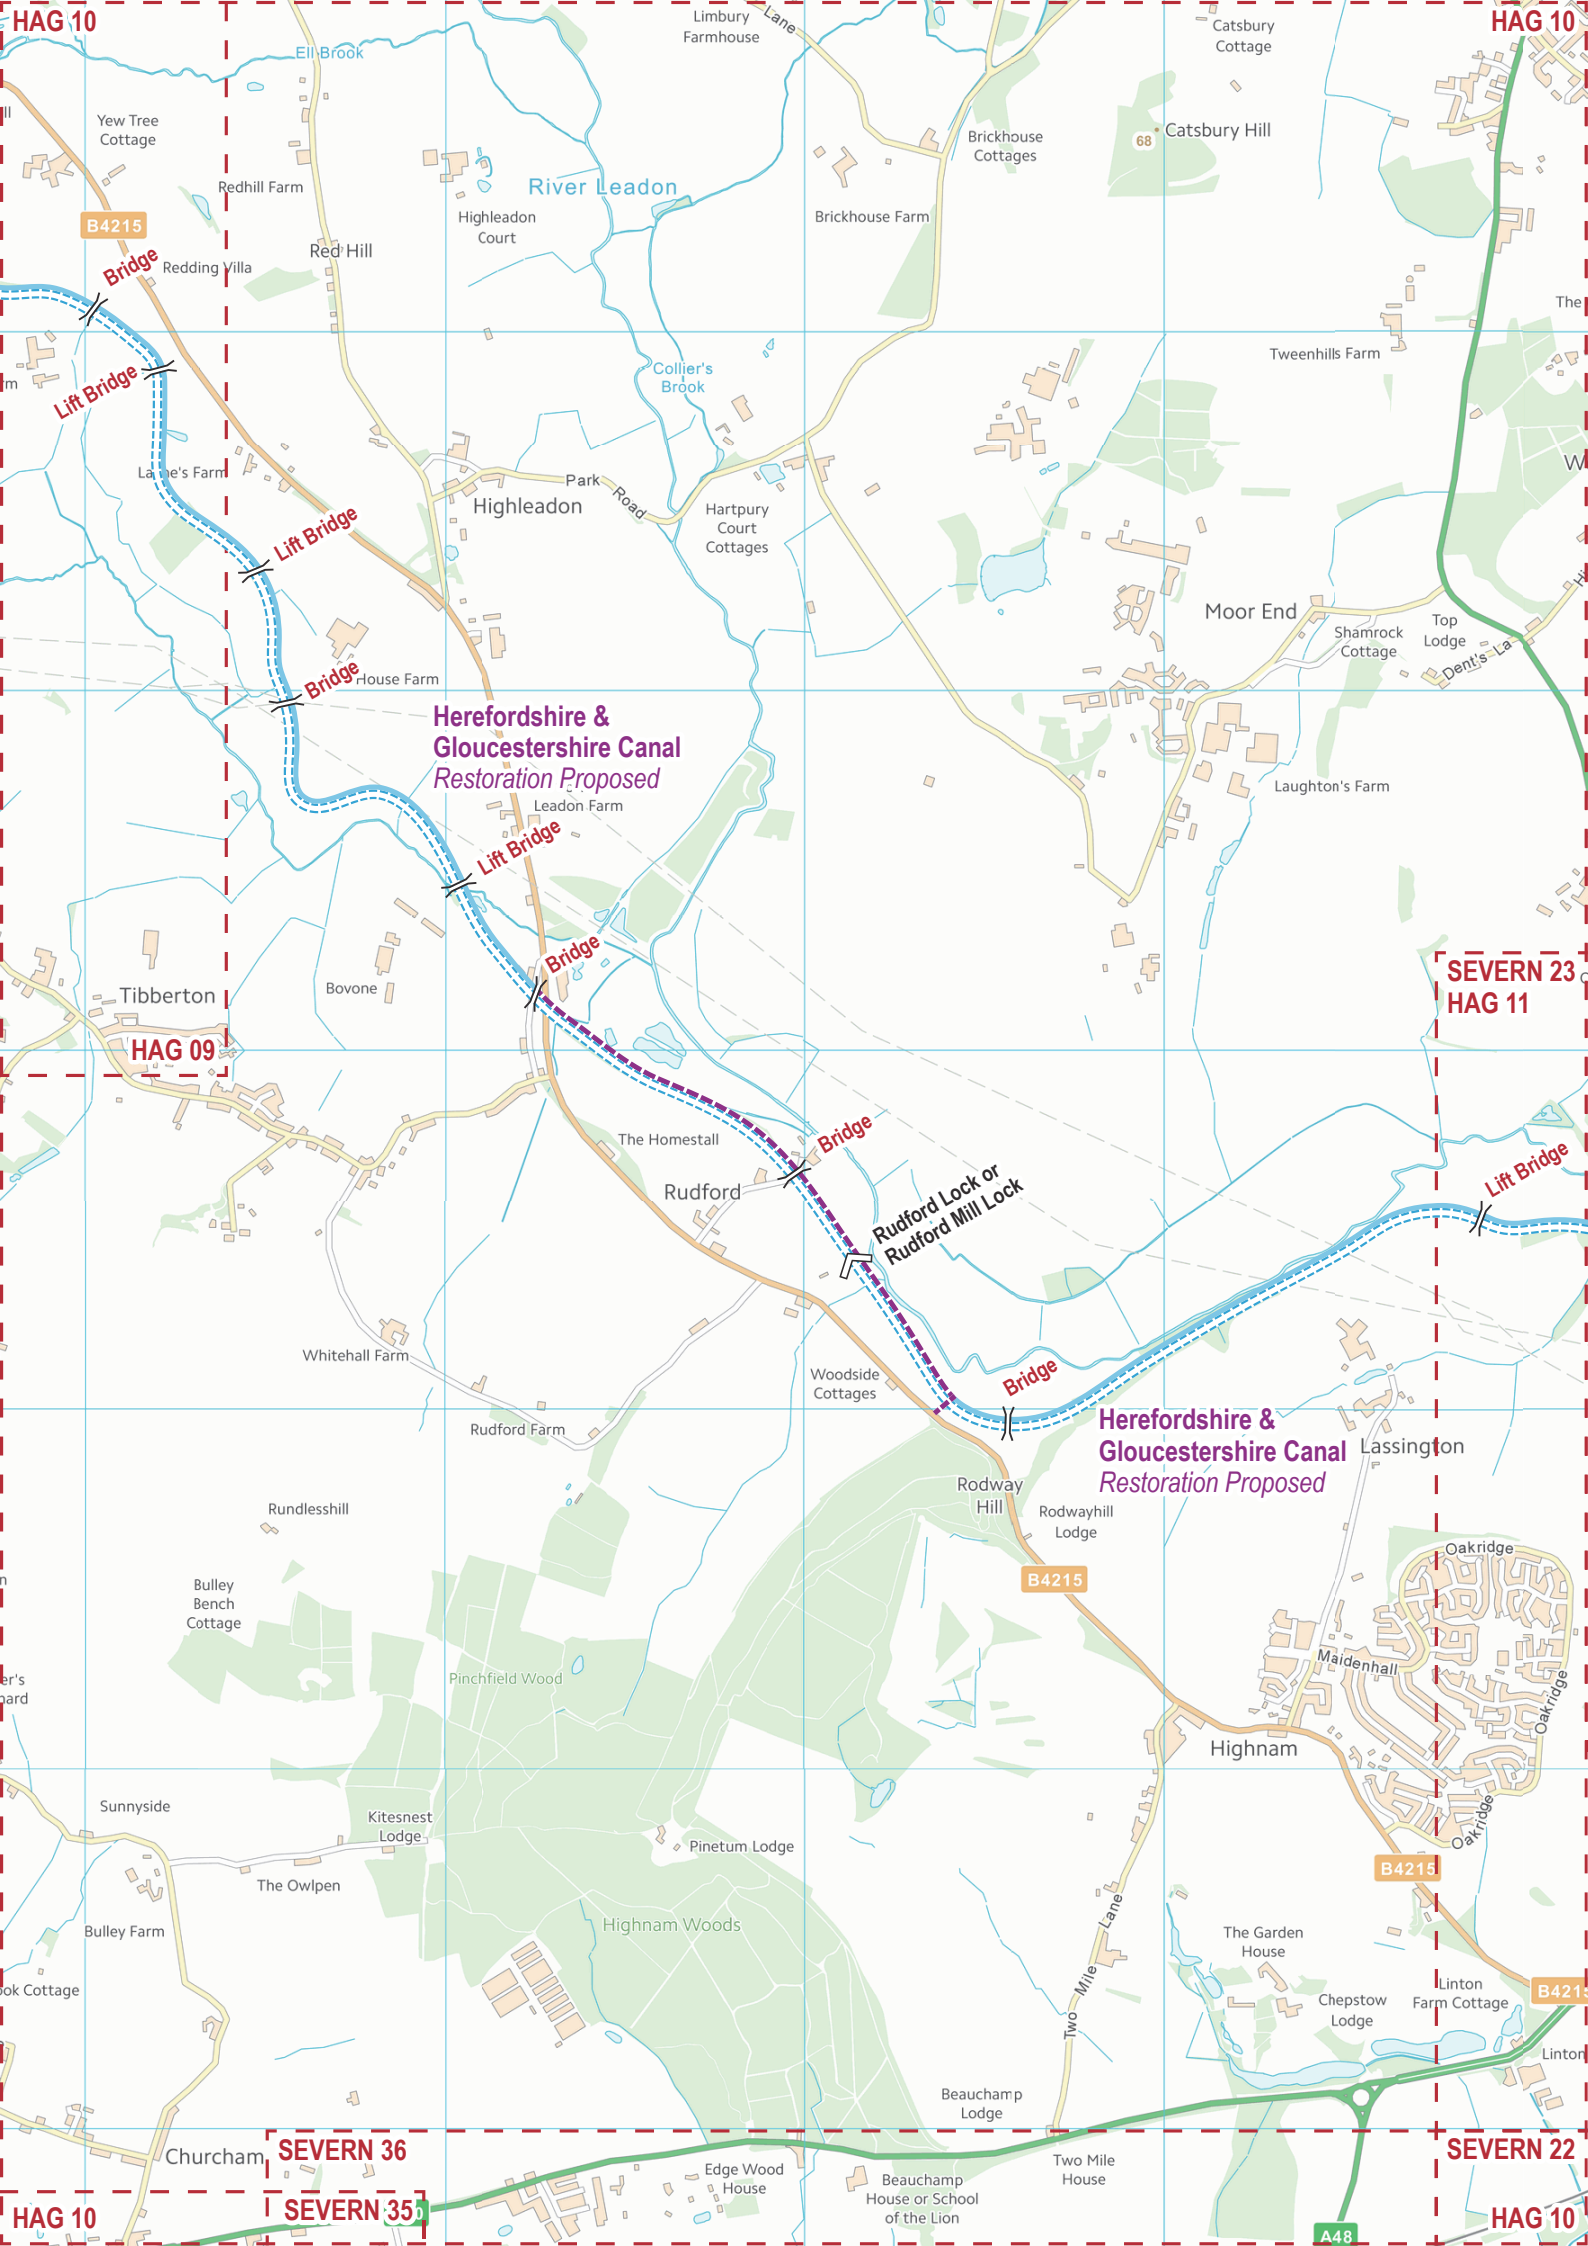 HAG 10
HAG 10
Limbury
Farmhouse
Lane
Catsbury
Cottage
Ell Brook
Yew Tree
Cottage
Catsbury Hill
68
Brickhouse
Cottages
Redhill Farm
River Leadon
Highleadon
Court
Brickhouse Farm
B4215
Red Hill
Bridge
Redding Villa
The
Tweenhills Farm
Collier's
Brook
Lift Bridge
Park
Road
Highleadon
Hartpury
Court
Cottages
Lift Bridge
Moor End
Shamrock
Cottage
Top
Lodge
Dent's La
Bridge
House Farm
Herefordshire &
Gloucestershire Canal
Restoration Proposed
Leadon Farm
Laughton's Farm
Lift Bridge
Bridge
SEVERN 23
HAG 11
Bovone
Tibberton
HAG 09
The Homestall
Bridge
Rudford
Rudford Lock or
Rudford Mill Lock
Lift Bridge
Whitehall Farm
Woodside
Cottages
Bridge
Rudford Farm
Herefordshire &
Gloucestershire Canal
Restoration Proposed
Lassington
Rodway
Hill
Rodwayhill
Lodge
Rundlesshill
Oakridge
B4215
Bulley
Bench
Cottage
Maidenhall
Pinchfield Wood
Oakridge
Highnam
Sunnyside
Kitesnest
Lodge
Oakridge
Pinetum Lodge
B4215
The Owlpen
Highnam Woods
Bulley Farm
Two Mile Lane
The Garden
House
Linton
Farm Cottage
Chepstow
Lodge
B4215
ok Cottage
Linton
Beauchamp
Lodge
Churcham
SEVERN 36
Edge Wood
House
Two Mile
House
SEVERN 22
Beauchamp
House or School
of the Lion
SEVERN 35
HAG 10
HAG 10
A48